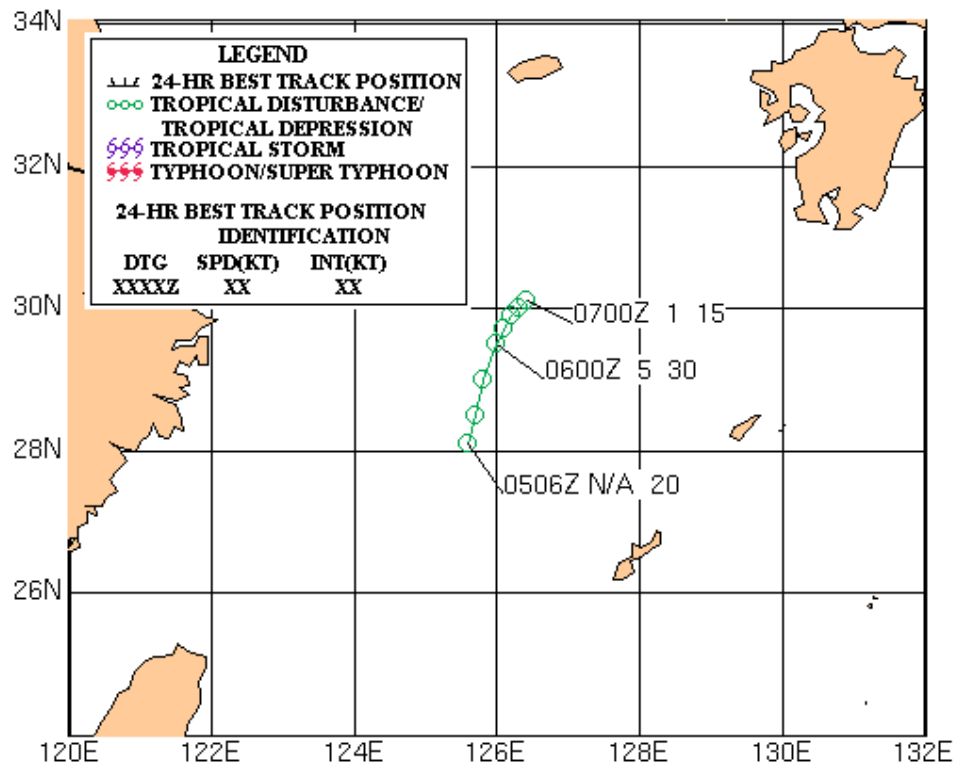 34N
LEGEND
24-HR BEST TRACK POSITION
TROPICAL DISTURBANCE/
TROPICAL DEPRESSION
TROPICAL STORM
TYPHOON/SUPER TYPHOON
24-HR BEST TRACK POSITION
IDENTIFICATION
DTG SPD(KT) INT(KT)
XXXXZ XX XX
32N
30N
0700Z 1 15
0600Z 5 30
28N
0506Z N/A 20
26N
120E 122E 124E 126E 128E 130E 132E